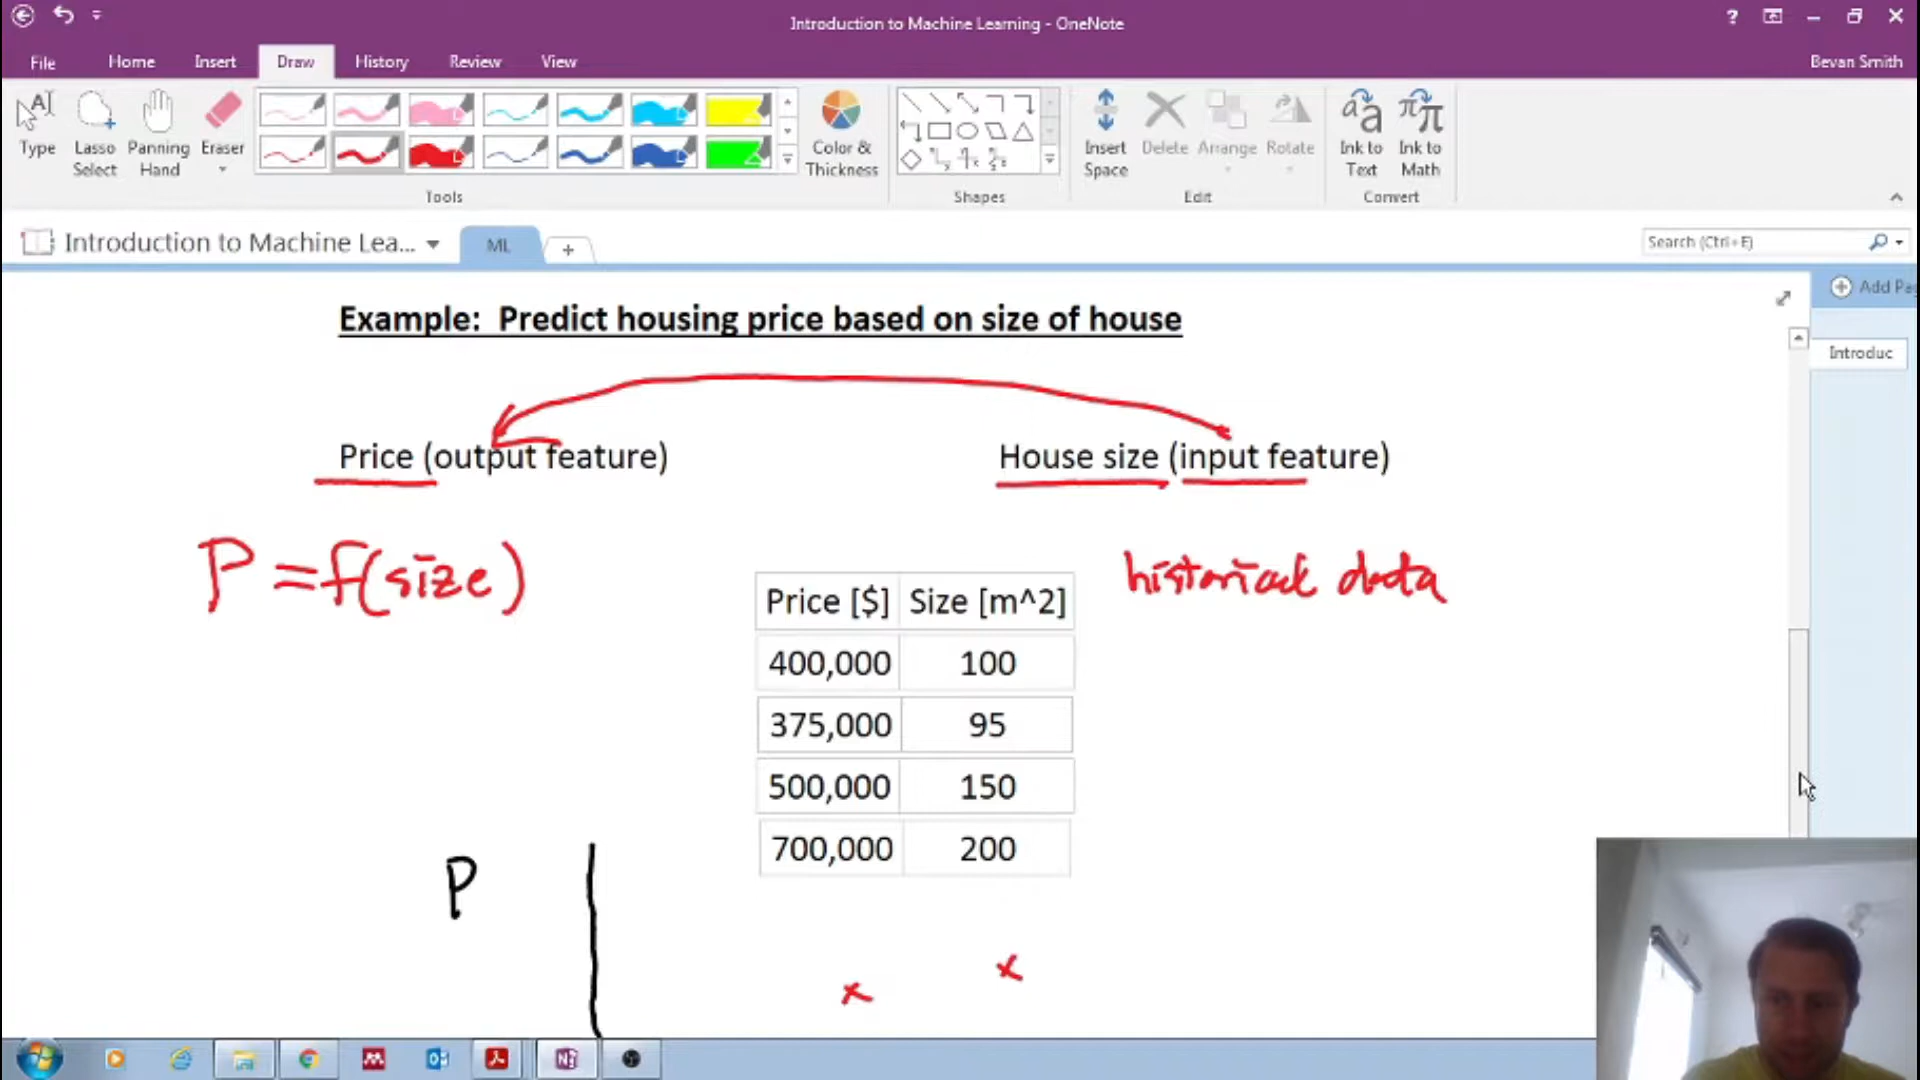 Introduction to Machine Learning - OneNote
?
File Home Insert Draw History Review View
Bevan Smith
Type
Lasso Select
Panning Hand
Eraser
Color & Thickness
Insert Space
Delete
Arrange
Rotate
Ink to Text
Ink to Math
Tools
Shapes
Edit
Convert
Introduction to Machine Lea...
ML
+
Search (Ctrl+E)
Add Pa
Introduc
Example: Predict housing price based on size of house
Price (output feature)
House size (input feature)
P = f(size)
historical data
Price [$] Size [m^2]
400,000 100
375,000 95
500,000 150
700,000 200
P
x
x